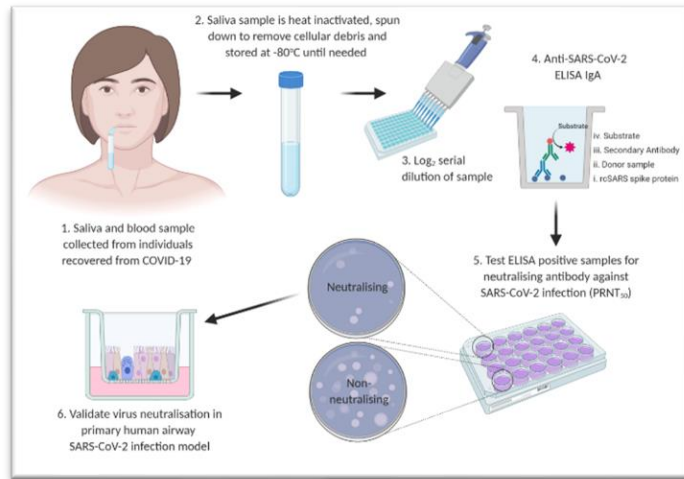 2. Saliva sample is heat inactivated, spun
down to remove cellular debris and
stored at -80°C until needed
4. Anti-SARS-CoV-2
ELISA IgA
Substrate
iv. Substrate
iii. Secondary Antibody
ii. Donor sample
i. rcSARS spike protein
3. Log₂ serial
dilution of sample
1. Saliva and blood sample
collected from individuals
recovered from COVID-19
5. Test ELISA positive samples for
neutralising antibody against
SARS-CoV-2 infection (PRNT₅₀)
Neutralising
Non-
neutralising
6. Validate virus neutralisation in
primary human airway
SARS-CoV-2 infection model